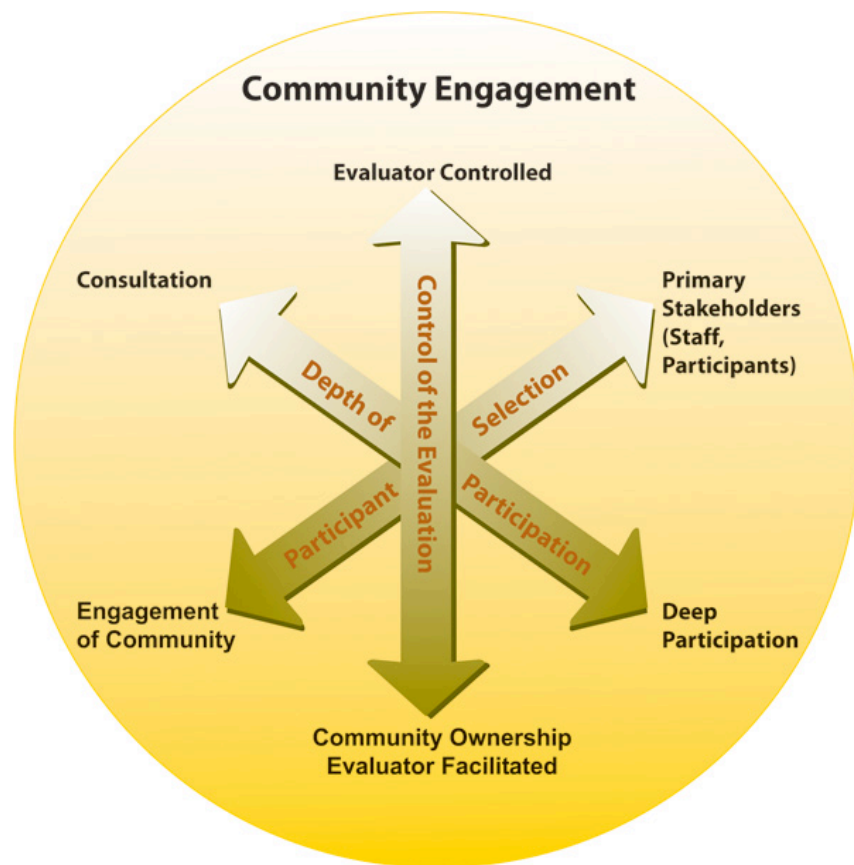 Community Engagement
Evaluator Controlled
Consultation
Primary
Stakeholders
(Staff,
Participants)
Control of the Evaluation
Depth of
Participation
Participant
Selection
Engagement
of Community
Deep
Participation
Community Ownership
Evaluator Facilitated